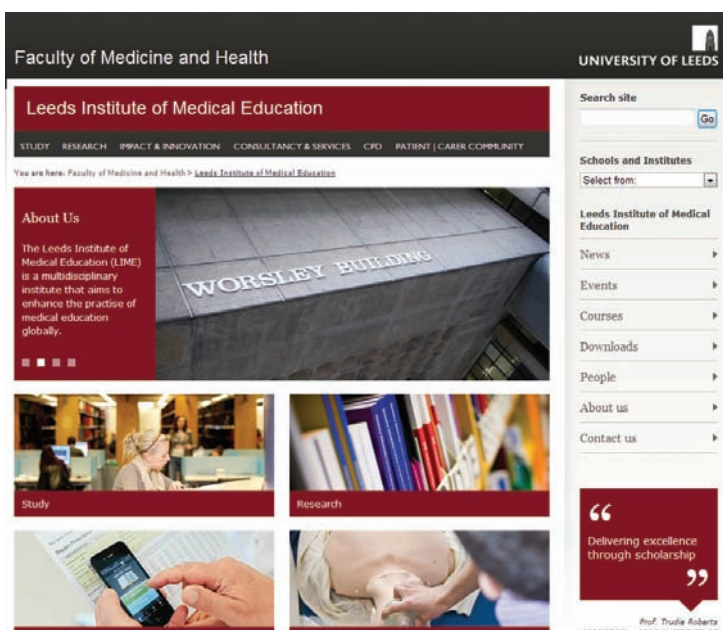 Faculty of Medicine and Health
UNIVERSITY OF LEEDS
Leeds Institute of Medical Education
STUDY RESEARCH IMPACT & INNOVATION CONSULTANCY & SERVICES CPD PATIENT | CARER COMMUNITY
You are here: Faculty of Medicine and Health > Leeds Institute of Medical Education
About Us
The Leeds Institute of
Medical Education (LIME)
is a multidisciplinary
institute that aims to
enhance the practise of
medical education
globally.
WORSLEY BUILDING
Study
Research
Search site
Go
Schools and Institutes
Select from:
Leeds Institute of Medical
Education
News
Events
Courses
Downloads
People
About us
Contact us
“
Delivering excellence
through scholarship
”
Prof. Trudie Roberts